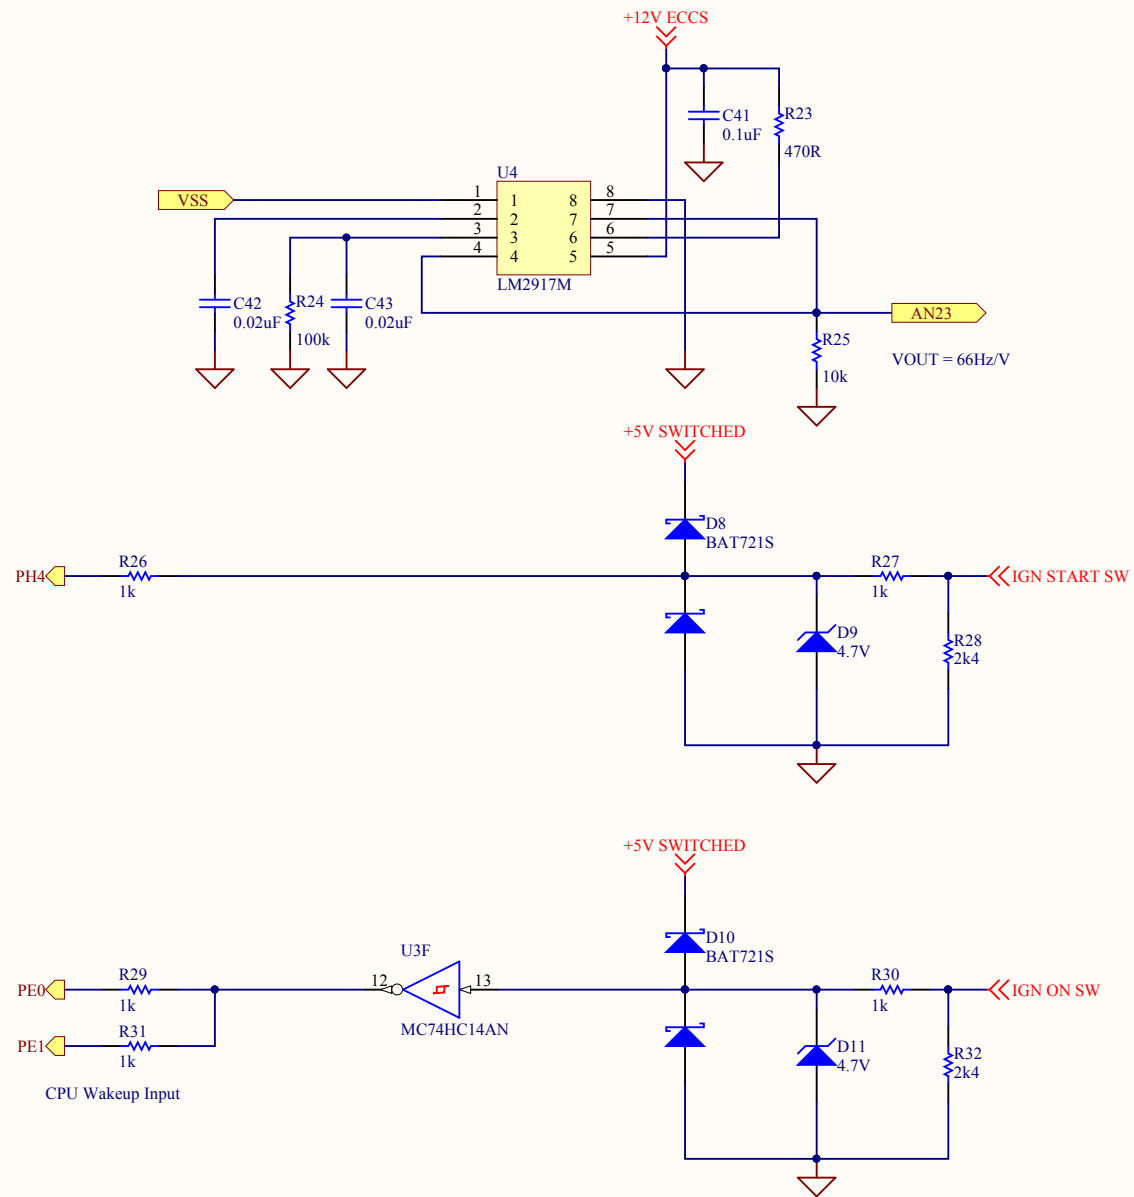 +12V ECCS
C41
0.1uF
R23
470R
U4
VSS
1 1 8 8
2 2 7 7
3 3 6 6
4 4 5 5
LM2917M
C42
0.02uF
R24
100k
C43
0.02uF
AN23
R25
10k
VOUT = 66Hz/V
+5V SWITCHED
D8
BAT721S
PH4
R26
1k
R27
1k
IGN START SW
D9
4.7V
R28
2k4
+5V SWITCHED
D10
BAT721S
U3F
12
13
MC74HC14AN
PE0
R29
1k
PE1
R31
1k
CPU Wakeup Input
R30
1k
IGN ON SW
D11
4.7V
R32
2k4